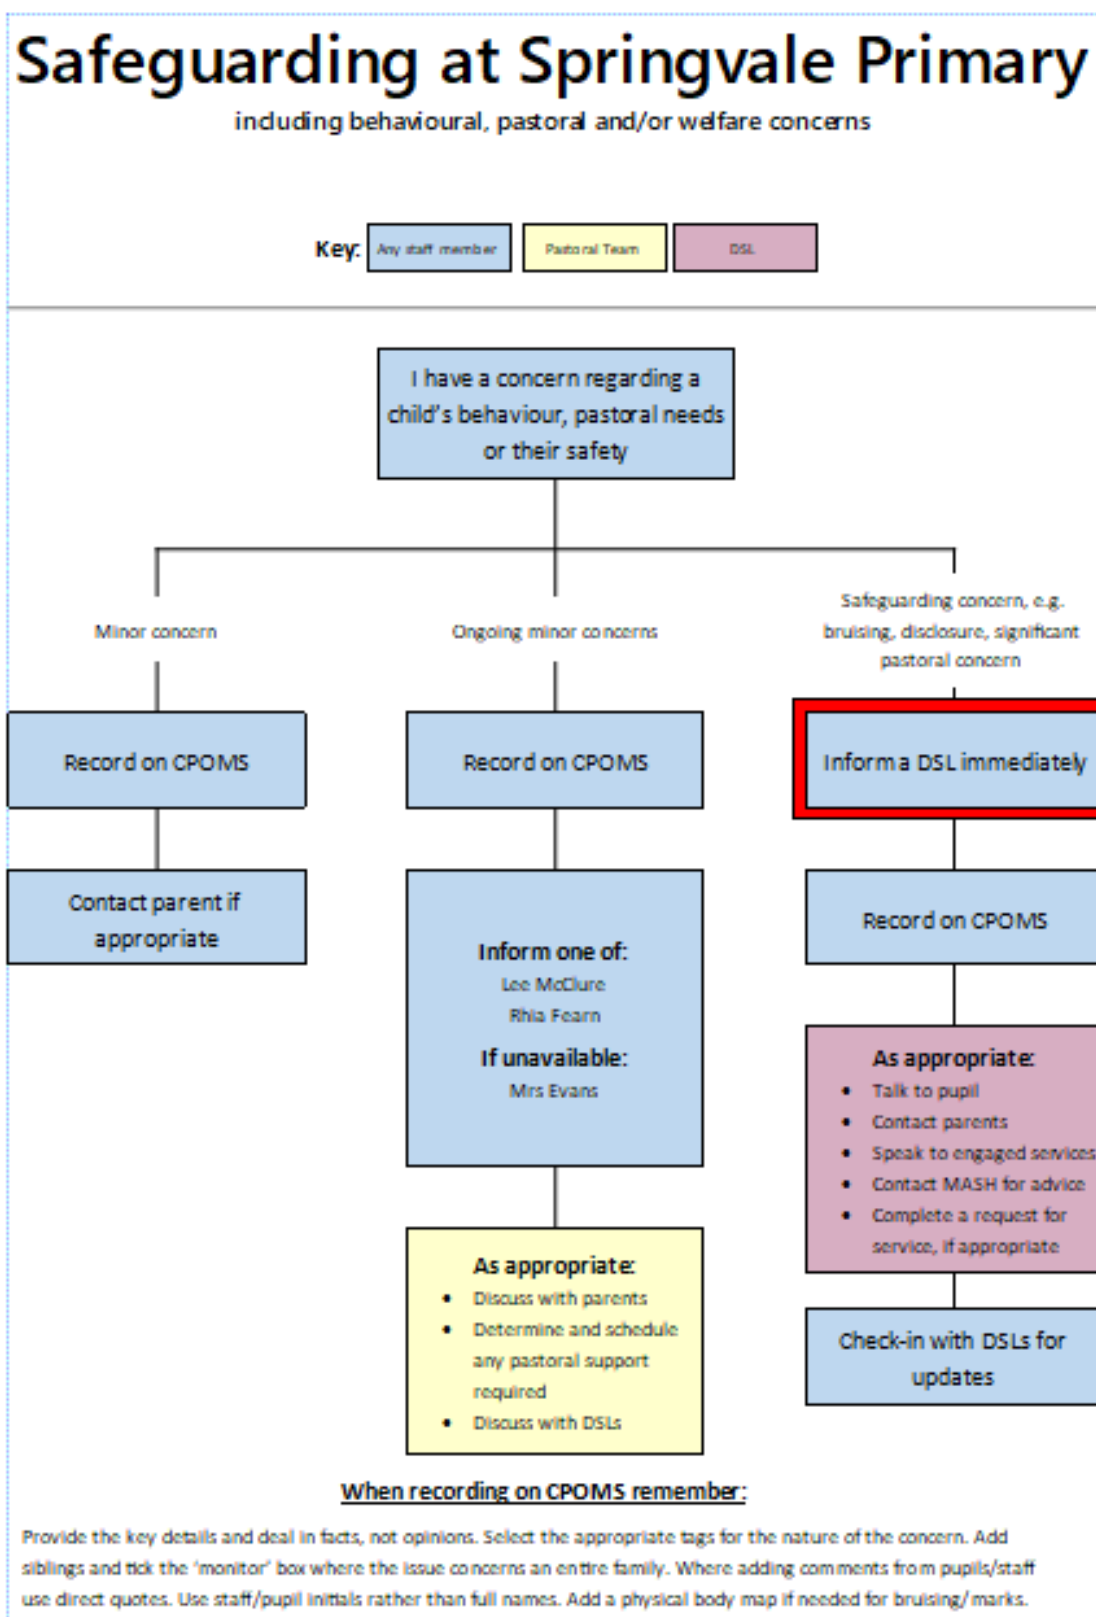 Safeguarding at Springvale Primary
including behavioural, pastoral and/or welfare concerns
Key:
Any staff member
Pastoral Team
DSL
I have a concern regarding a
child's behaviour, pastoral needs
or their safety
Minor concern
Record on CPOMS
Contact parent if
appropriate
Ongoing minor concerns
Record on CPOMS
Inform one of:
Lee McClure
Rhia Fearn
If unavailable:
Mrs Evans
As appropriate:
• Discuss with parents
• Determine and schedule
any pastoral support
required
• Discuss with DSLs
Safeguarding concern, e.g.
bruising, disclosure, significant
pastoral concern
Inform a DSL immediately
Record on CPOMS
As appropriate:
• Talk to pupil
• Contact parents
• Speak to engaged services
• Contact MASH for advice
• Complete a request for
service, if appropriate
Check-in with DSLs for
updates
When recording on CPOMS remember:
Provide the key details and deal in facts, not opinions. Select the appropriate tags for the nature of the concern. Add
siblings and tick the 'monitor' box where the issue concerns an entire family. Where adding comments from pupils/staff
use direct quotes. Use staff/pupil initials rather than full names. Add a physical body map if needed for bruising/marks.